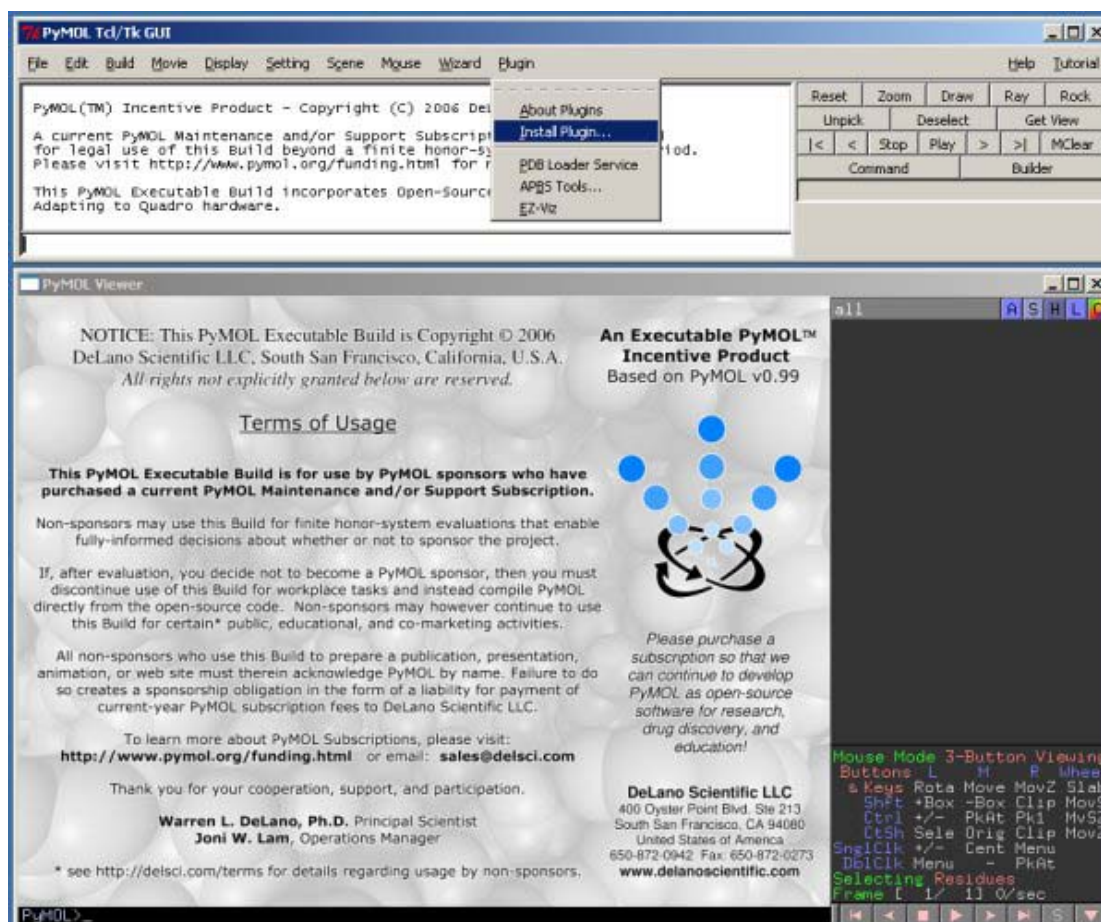 PyMOL Tcl/Tk GUI
File Edit Build Movie Display Setting Scene Mouse Wizard Plugin Help Tutorial
PyMOL(TM) Incentive Product - Copyright (C) 2006 DeL
A current PyMOL Maintenance and/or Support Subscript
for legal use of this Build beyond a finite honor-sy iod.
Please visit http://www.pymol.org/funding.html for
This PyMOL Executable Build incorporates Open-Source
Adapting to Quadro hardware.
About Plugins
Install Plugin...
PDB Loader Service
APBS Tools...
EZ-Viz
Reset Zoom Draw Ray Rock
Unpick Deselect Get View
|< < Stop Play > >| MClear
Command Builder
PyMOL Viewer
NOTICE: This PyMOL Executable Build is Copyright © 2006
DeLano Scientific LLC, South San Francisco, California, U.S.A.
All rights not explicitly granted below are reserved.
Terms of Usage
This PyMOL Executable Build is for use by PyMOL sponsors who have
purchased a current PyMOL Maintenance and/or Support Subscription.
Non-sponsors may use this Build for finite honor-system evaluations that enable
fully-informed decisions about whether or not to sponsor the project.
If, after evaluation, you decide not to become a PyMOL sponsor, then you must
discontinue use of this Build for workplace tasks and instead compile PyMOL
directly from the open-source code. Non-sponsors may however continue to use
this Build for certain* public, educational, and co-marketing activities.
All non-sponsors who use this Build to prepare a publication, presentation,
animation, or web site must therein acknowledge PyMOL by name. Failure to do
so creates a sponsorship obligation in the form of a liability for payment of
current-year PyMOL subscription fees to DeLano Scientific LLC.
To learn more about PyMOL Subscriptions, please visit:
http://www.pymol.org/funding.html or email: sales@delsci.com
Thank you for your cooperation, support, and participation.
Warren L. DeLano, Ph.D. Principal Scientist
Joni W. Lam, Operations Manager
* see http://delsci.com/terms for details regarding usage by non-sponsors.
An Executable PyMOL™
Incentive Product
Based on PyMOL v0.99
Please purchase a
subscription so that we
can continue to develop
PyMOL as open-source
software for research,
drug discovery, and
education!
DeLano Scientific LLC
400 Oyster Point Blvd. Ste 213
South San Francisco, CA 94080
United States of America
650-872-0942 Fax: 650-872-0273
www.delanoscientific.com
all A S H L C
Mouse Mode 3-Button Viewing
Buttons L M R Whee
& Keys Rota Move MovZ Slab
Shft +Box -Box Clip MovS
Ctrl +/- PkAt Pk1 MvSZ
CtSh Sele Orig Clip MovZ
SnglClk +/- Cent Menu
DblClk Menu - PkAt
Selecting Residues
Frame [ 1/ 1] 0/sec
PyMOL>_
S